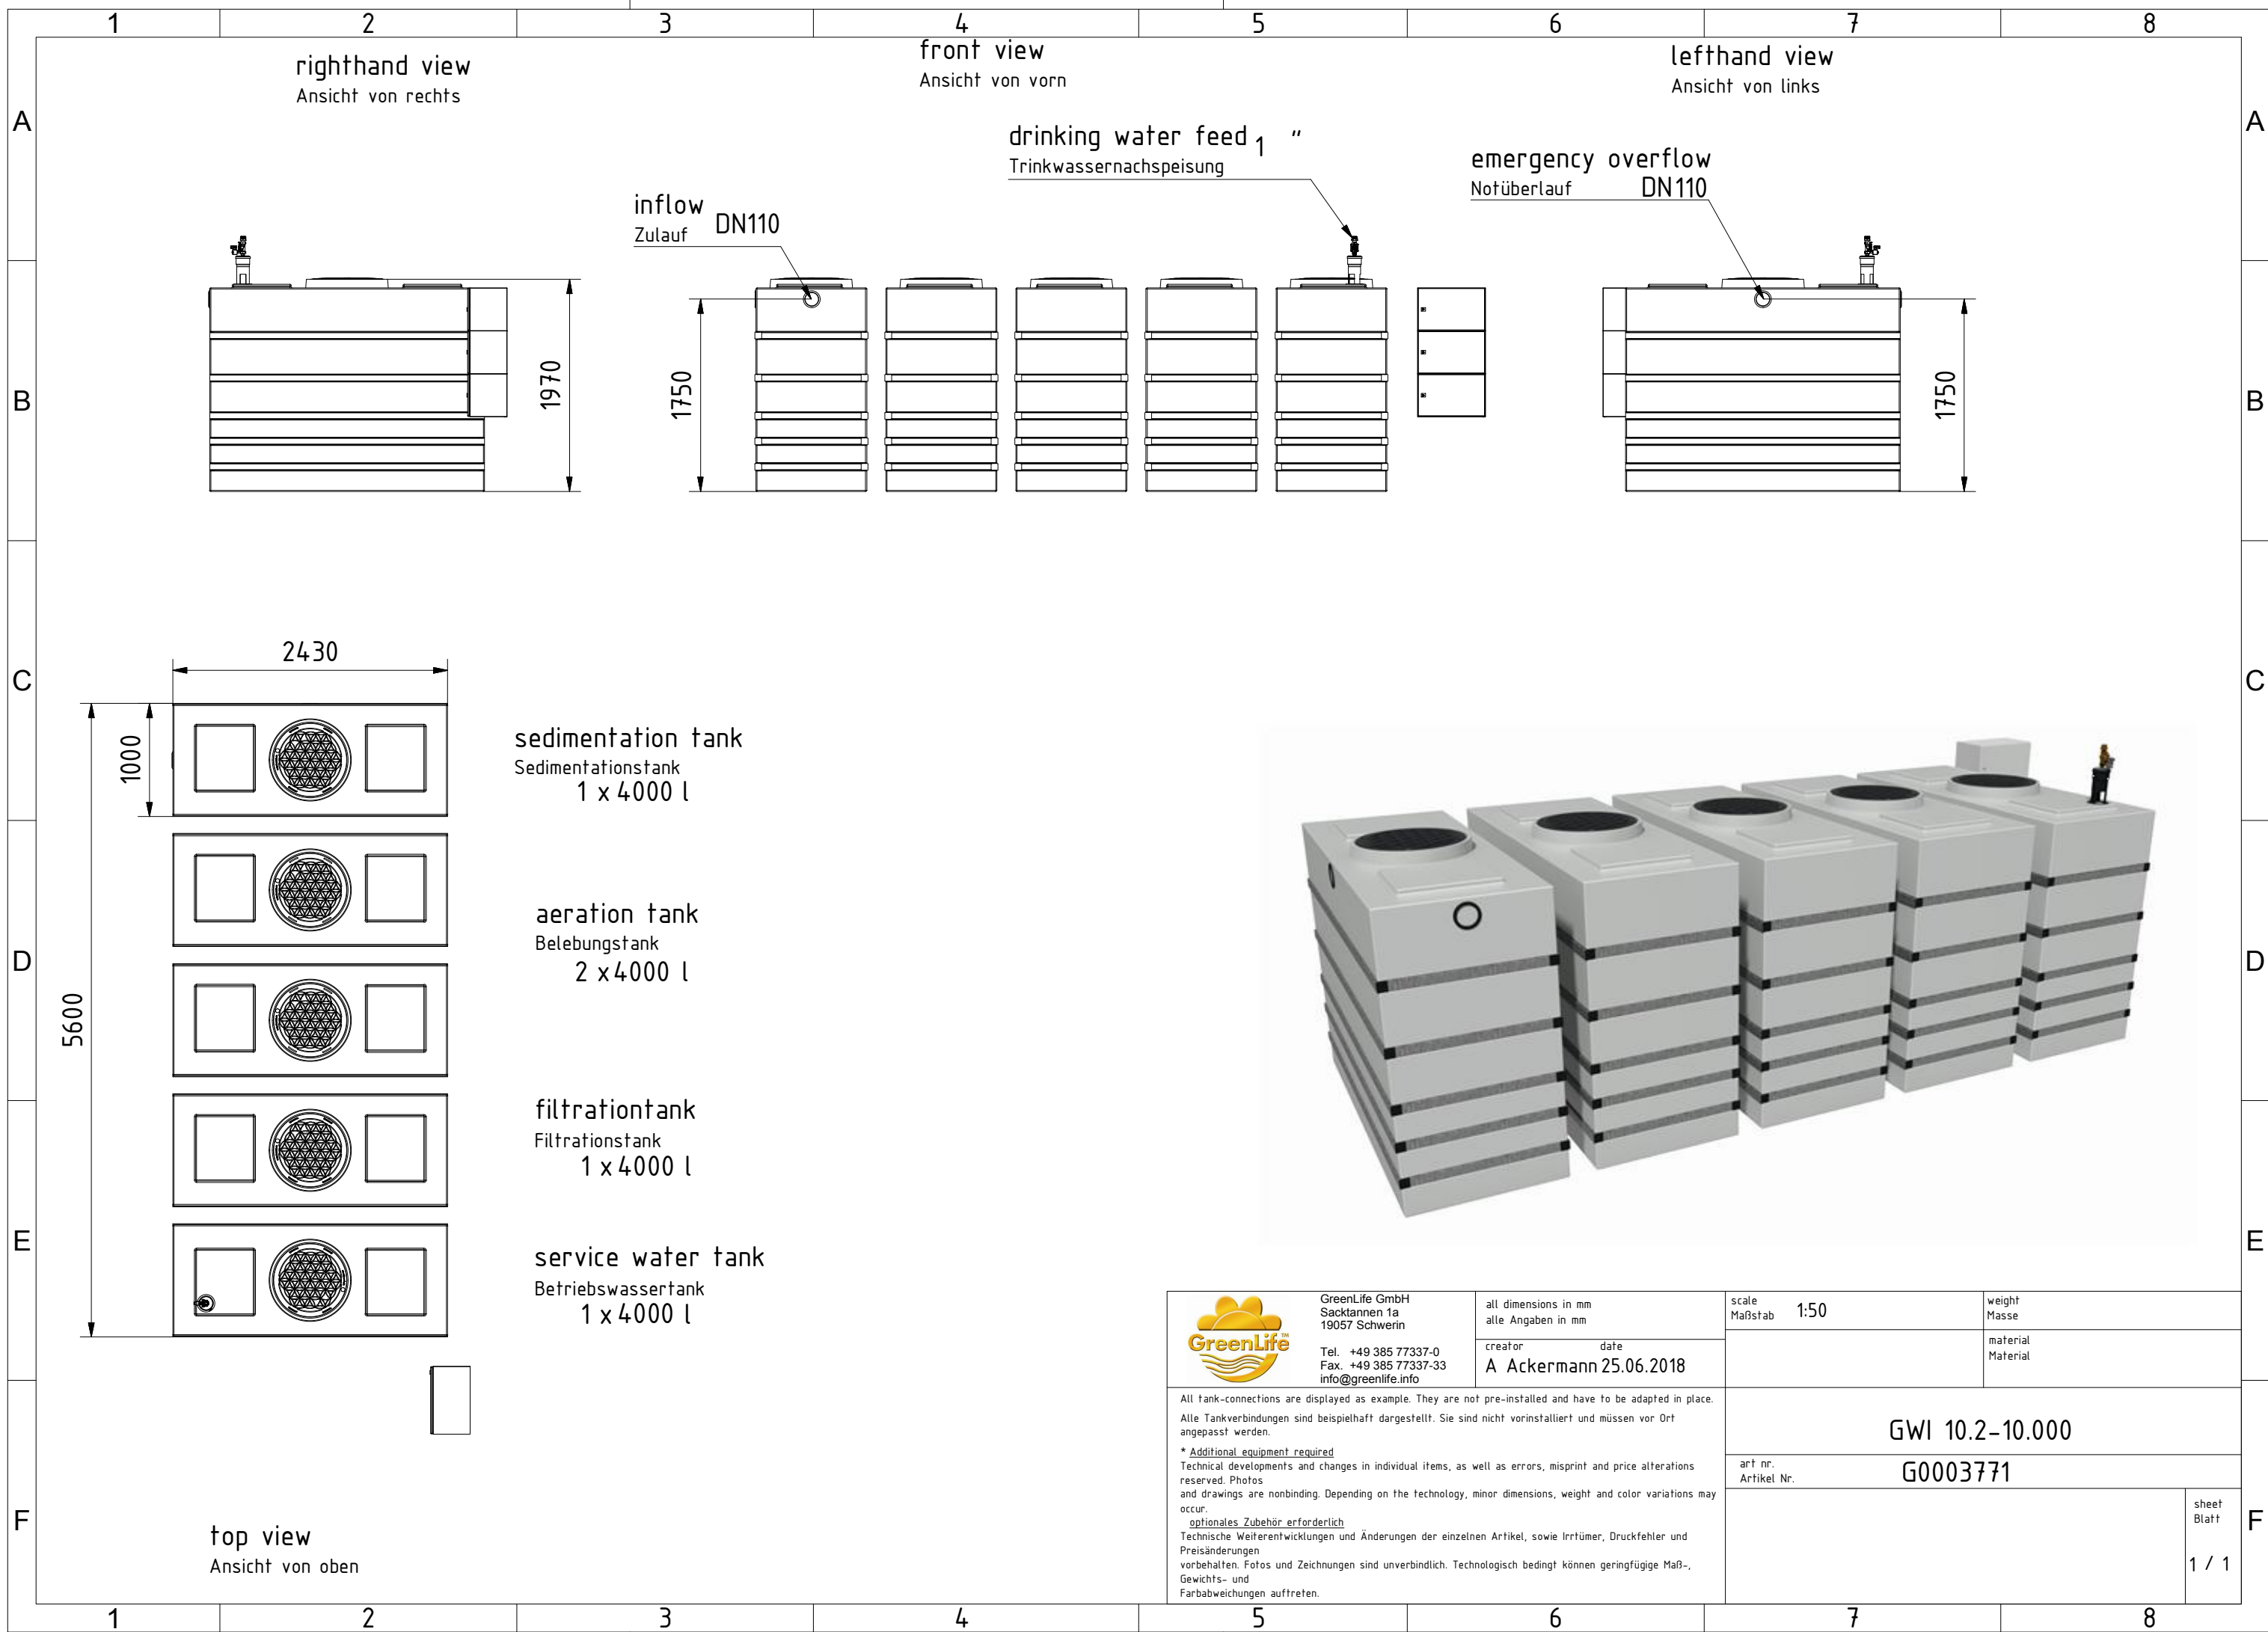 1 2 3 4 5 6 7 8
righthand view
Ansicht von rechts
front view
Ansicht von vorn
lefthand view
Ansicht von links
A A
drinking water feed 1 "
Trinkwassernachspeisung
emergency overflow
Notüberlauf DN110
inflow
Zulauf DN110
1970
1750
1750
B B
2430
C C
1000
5600
sedimentation tank
Sedimentationstank
1 x 4000 l
aeration tank
Belebungstank
2 x 4000 l
D D
filtrationtank
Filtrationstank
1 x 4000 l
service water tank
Betriebswassertank
1 x 4000 l
E E
top view
Ansicht von oben
F F
GreenLife™
GreenLife GmbH
Sacktannen 1a
19057 Schwerin
Tel. +49 385 77337-0
Fax. +49 385 77337-33
info@greenlife.info
all dimensions in mm
alle Angaben in mm
creator date
A Ackermann 25.06.2018
scale
Maßstab 1:50
weight
Masse
material
Material
All tank-connections are displayed as example. They are not pre-installed and have to be adapted in place.
Alle Tankverbindungen sind beispielhaft dargestellt. Sie sind nicht vorinstalliert und müssen vor Ort
angepasst werden.
* Additional equipment required
Technical developments and changes in individual items, as well as errors, misprint and price alterations
reserved. Photos
and drawings are nonbinding. Depending on the technology, minor dimensions, weight and color variations may
occur.
optionales Zubehör erforderlich
Technische Weiterentwicklungen und Änderungen der einzelnen Artikel, sowie Irrtümer, Druckfehler und
Preisänderungen
vorbehalten. Fotos und Zeichnungen sind unverbindlich. Technologisch bedingt können geringfügige Maß-,
Gewichts- und
Farbabweichungen auftreten.
GWI 10.2-10.000
art nr.
Artikel Nr. G0003771
sheet
Blatt
1 / 1
1 2 3 4 5 6 7 8